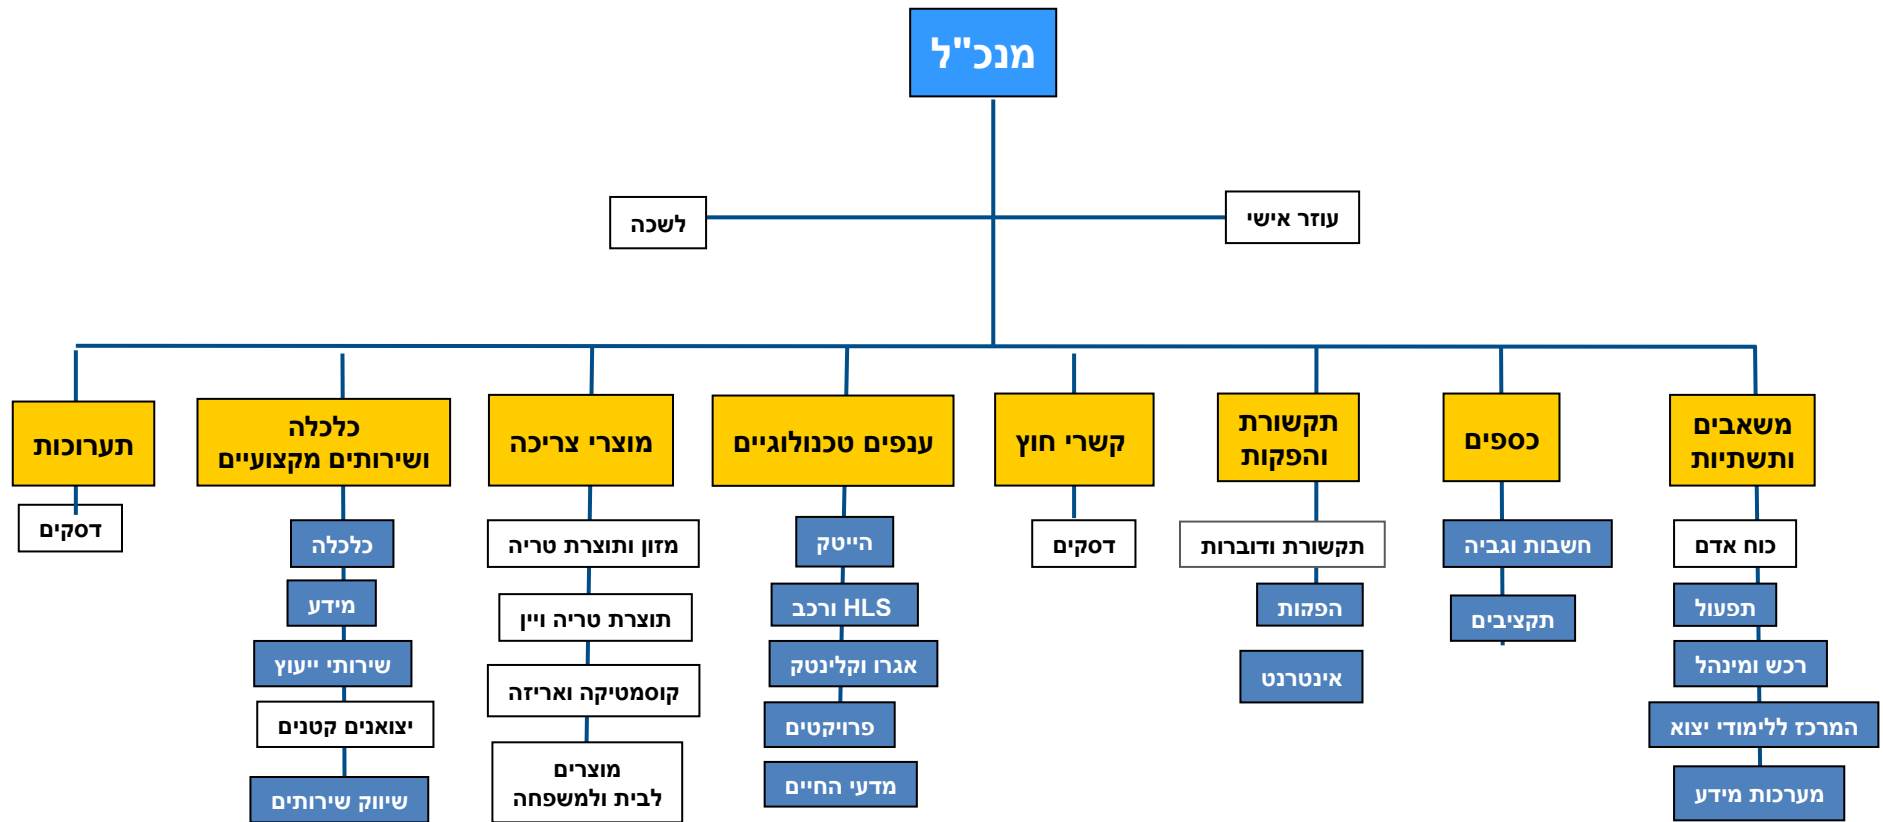 מנכ"ל
עוזר אישי
לשכה
משאבים
ותשתיות
כוח אדם
תפעול
רכש ומינהל
המרכז ללימודי יצוא
מערכות מידע
כספים
חשבות וגביה
תקציבים
תקשורת
והפקות
תקשורת ודוברות
הפקות
אינטרנט
קשרי חוץ
דסקים
ענפים טכנולוגיים
הייטק
HLS ורכב
אגרו וקלינטק
פרויקטים
מדעי החיים
מוצרי צריכה
מזון ותוצרת טריה
תוצרת טריה ויין
קוסמטיקה ואריזה
מוצרים
לבית ולמשפחה
כלכלה
ושירותים מקצועיים
כלכלה
מידע
שירותי ייעוץ
יצואנים קטנים
שיווק שירותים
תערוכות
דסקים